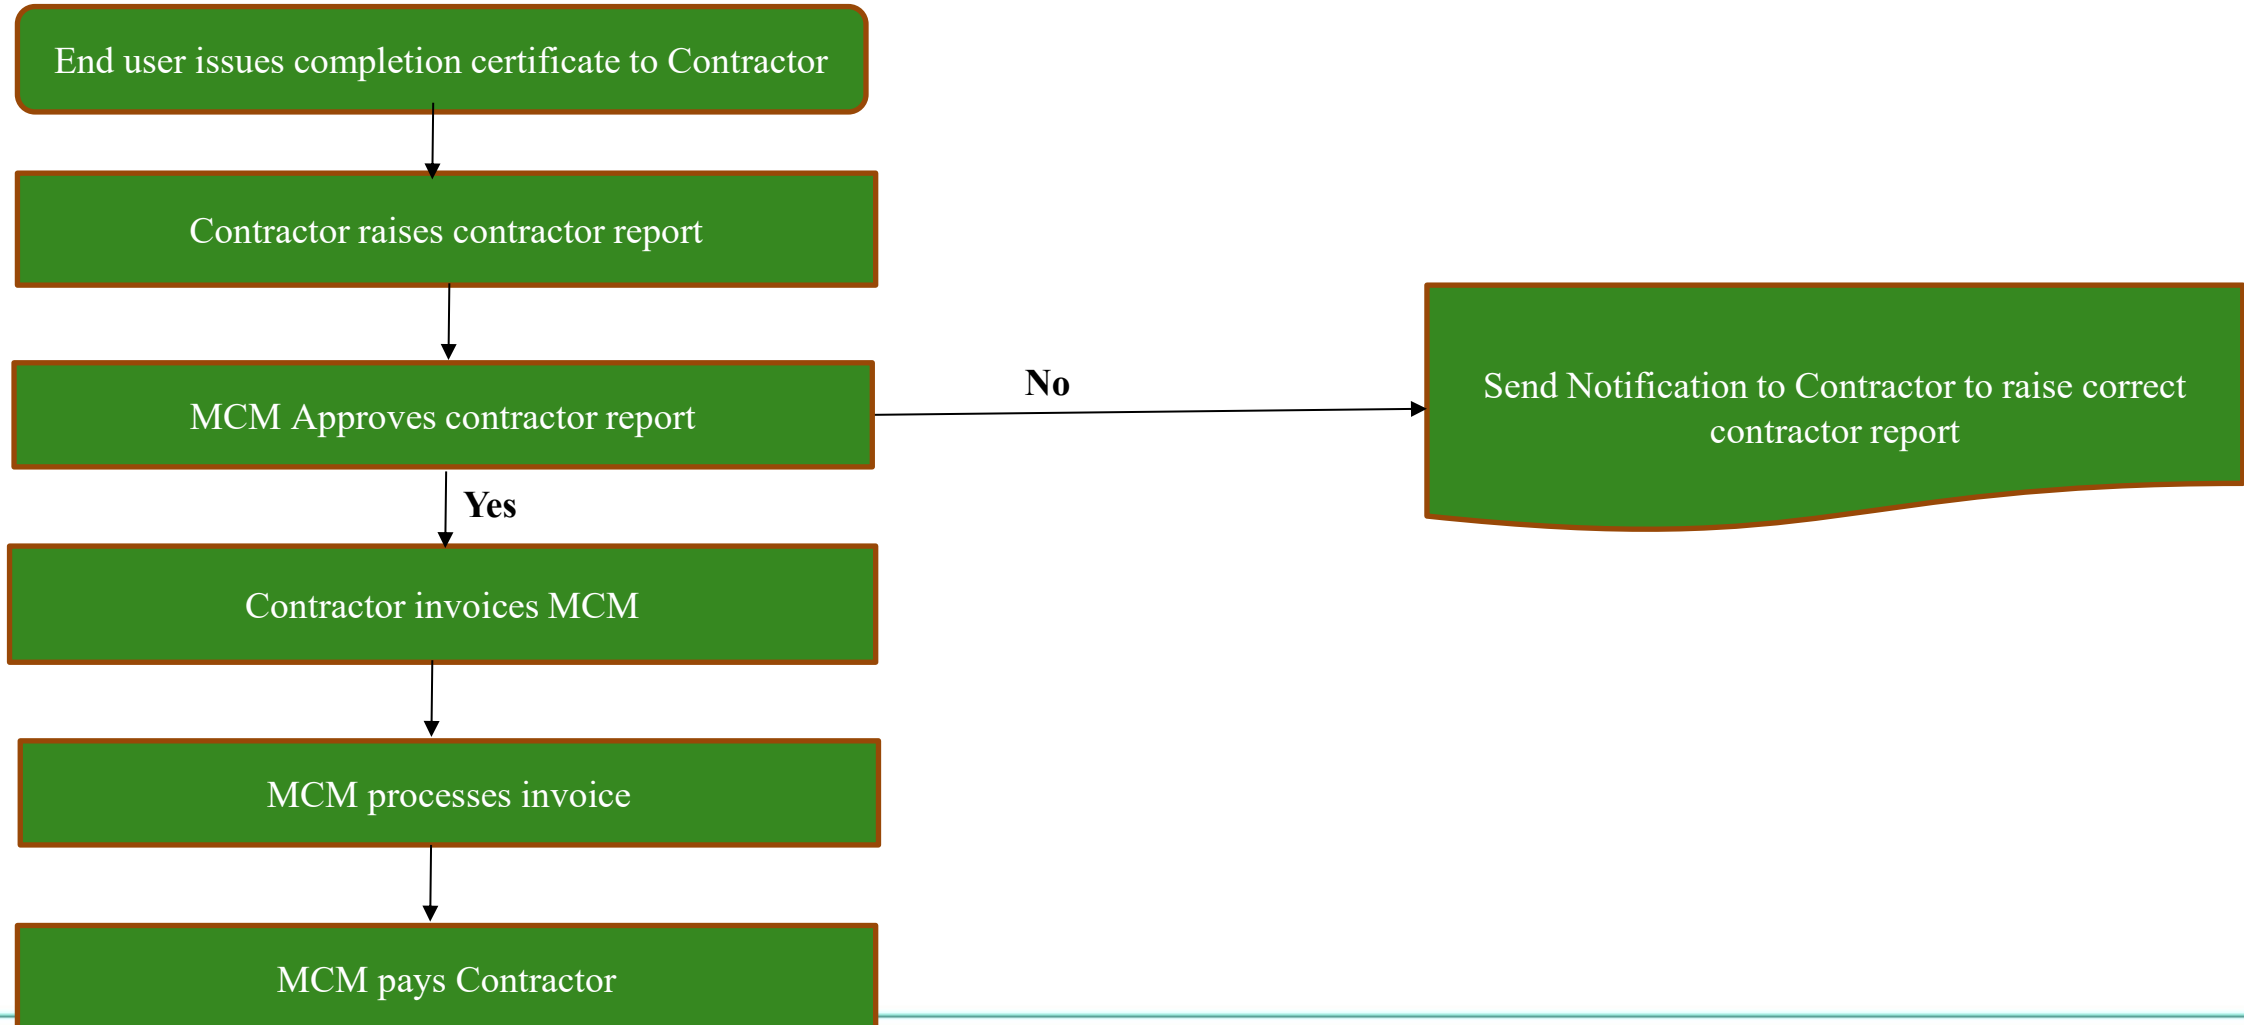 End user issues completion certificate to Contractor
Contractor raises contractor report
MCM Approves contractor report
No
Send Notification to Contractor to raise correct
contractor report
Yes
Contractor invoices MCM
MCM processes invoice
MCM pays Contractor